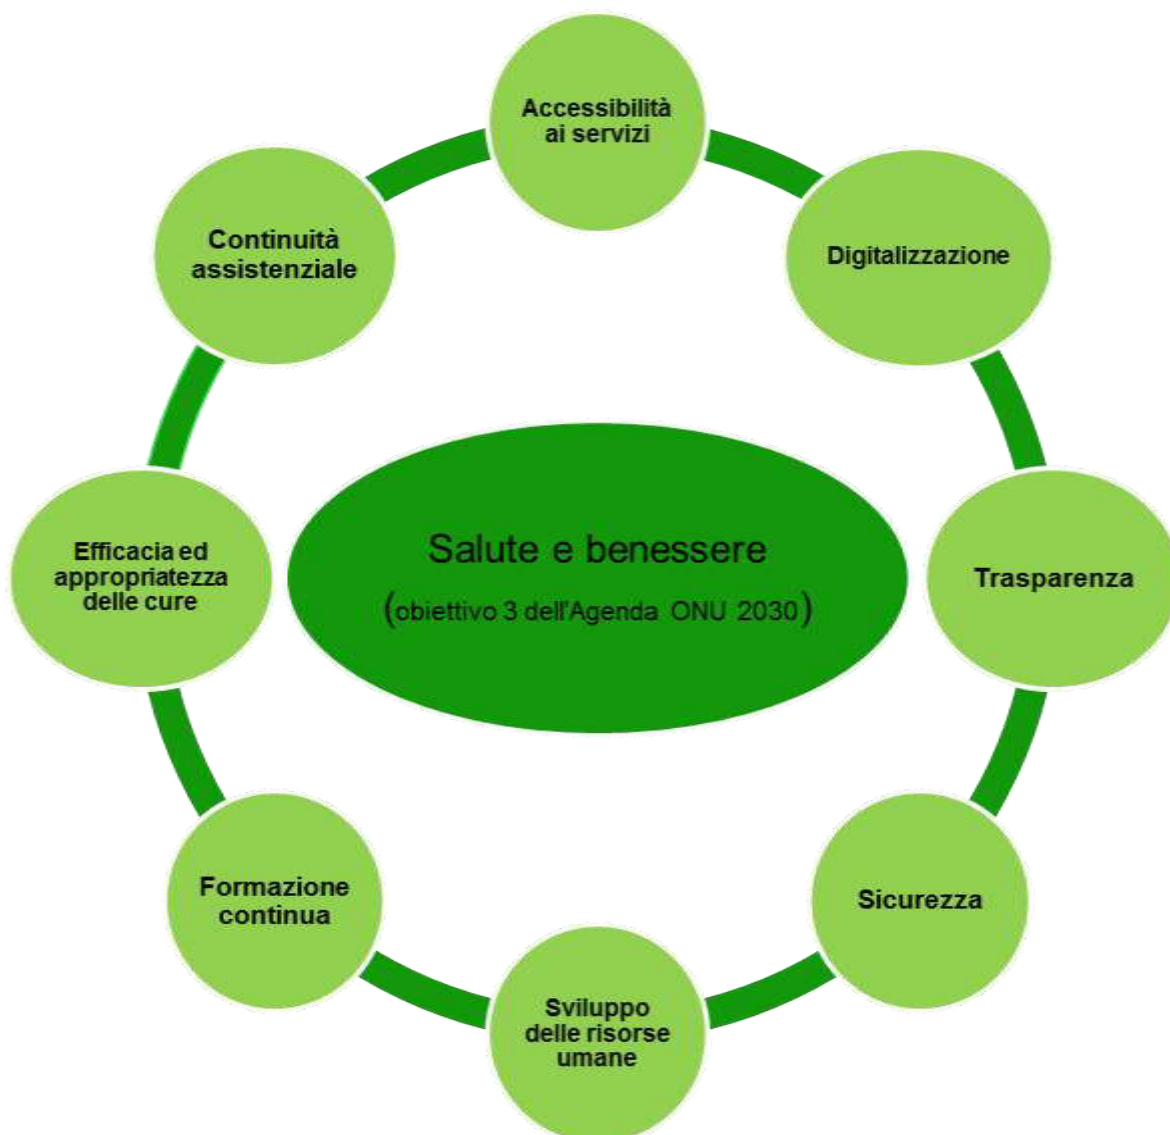 Accessibilità
ai servizi
Digitalizzazione
Trasparenza
Sicurezza
Sviluppo
delle risorse
umane
Formazione
continua
Efficacia ed
appropriatezza
delle cure
Continuità
assistenziale
Salute e benessere
(obiettivo 3 dell'Agenda ONU 2030)